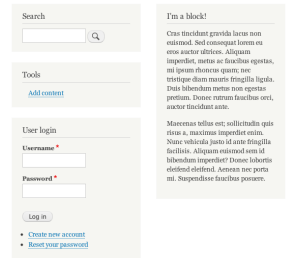 Search
Tools
Add content
User login
Username *
Password *
Log in
Create new account
Reset your password
I'm a block!
Cras tincidunt gravida lacus non
euismod. Sed consequat lorem eu
eros auctor ultrices. Aliquam
imperdiet, metus ac faucibus egestas,
mi ipsum rhoncus quam; nec
tristique diam mauris fringilla ligula.
Duis bibendum metus non egestas
pretium. Donec rutrum faucibus orci,
auctor tincidunt ante.
Maecenas tellus est; sollicitudin quis
risus a, maximus imperdiet enim.
Nunc vehicula justo id ante fringilla
facilisis. Aliquam euismod sem id
bibendum imperdiet? Donec lobortis
eleifend eleifend. Aenean nec porta
mi. Suspendisse faucibus posuere.